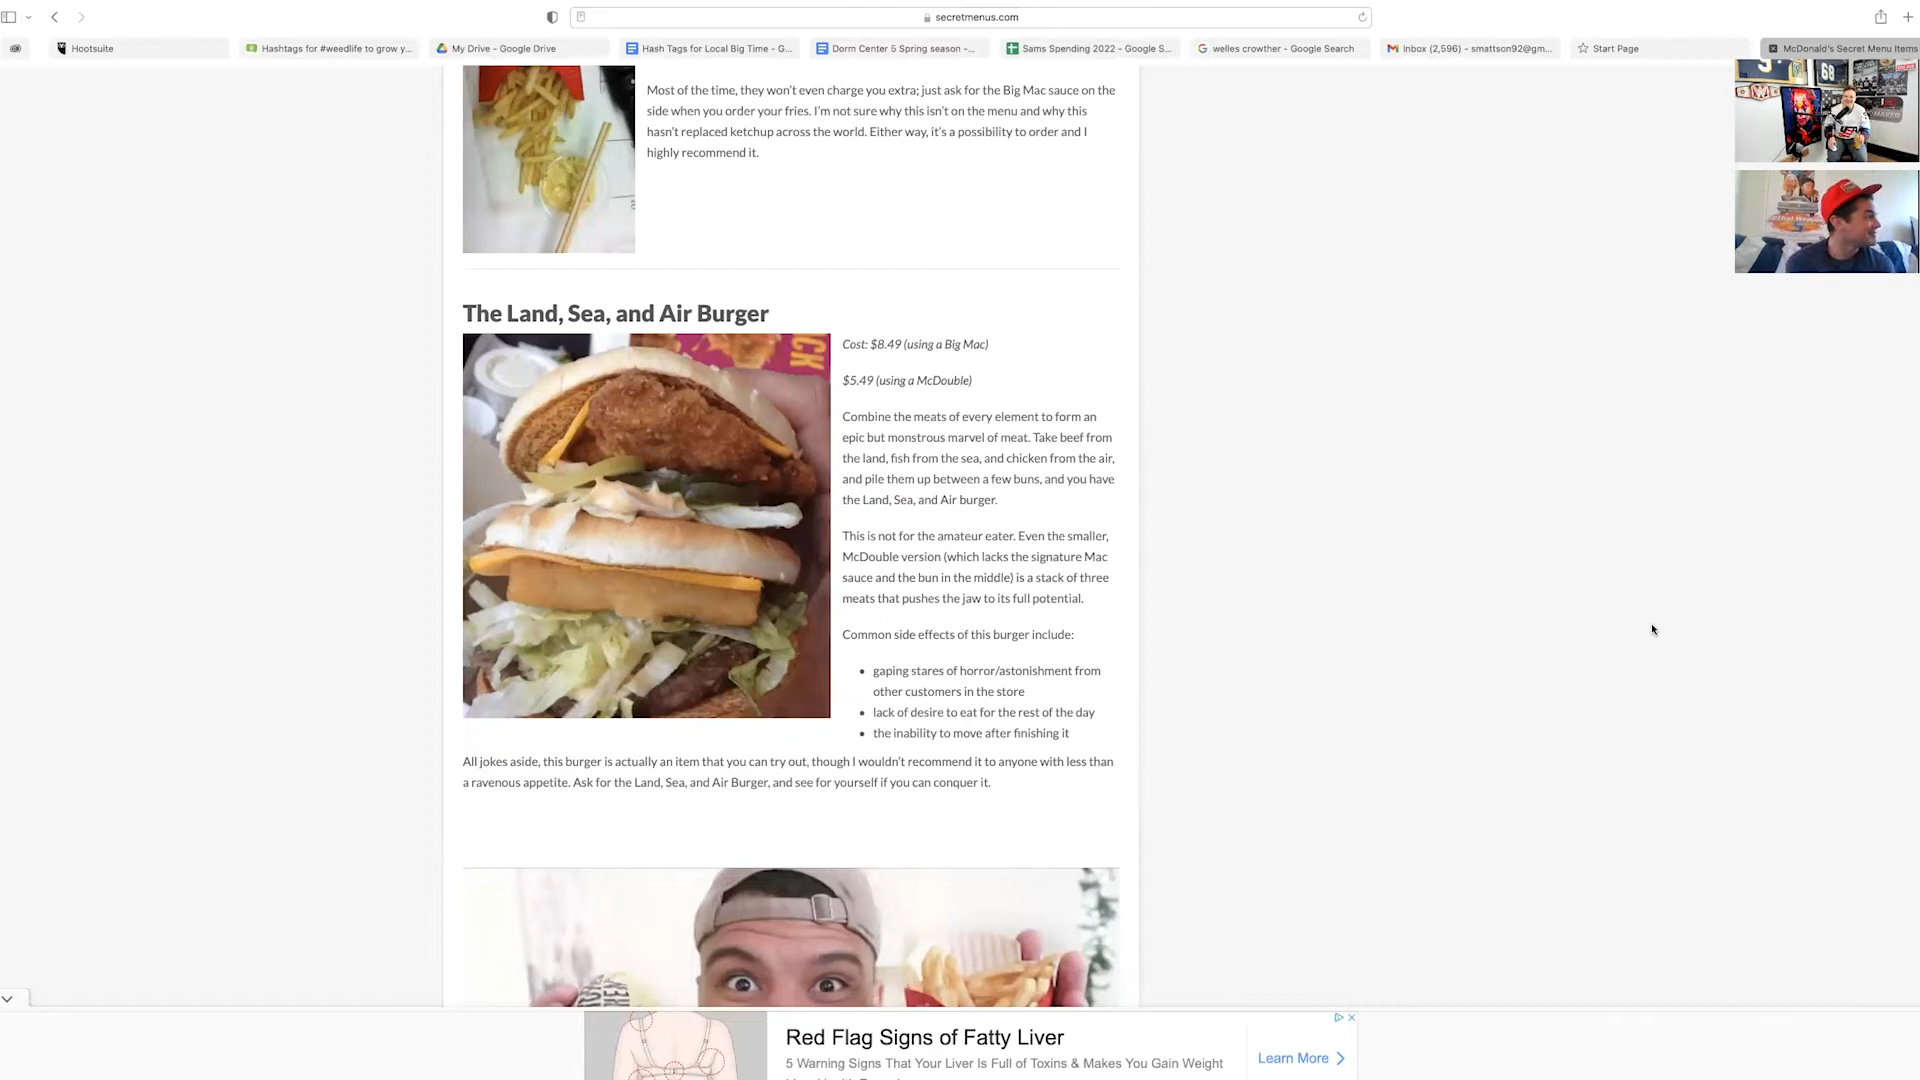 secretmenus.com
Hootsuite
Hashtags for #weedlife to grow y...
My Drive - Google Drive
Hash Tags for Local Big Time - G...
Dorm Center 5 Spring season -...
Sams Spending 2022 - Google S...
welles crowther - Google Search
Inbox (2,596) - smattson92@gm...
Start Page
McDonald's Secret Menu Items
Most of the time, they won't even charge you extra; just ask for the Big Mac sauce on the
side when you order your fries. I'm not sure why this isn't on the menu and why this
hasn't replaced ketchup across the world. Either way, it's a possibility to order and I
highly recommend it.
The Land, Sea, and Air Burger
Cost: $8.49 (using a Big Mac)
$5.49 (using a McDouble)
Combine the meats of every element to form an
epic but monstrous marvel of meat. Take beef from
the land, fish from the sea, and chicken from the air,
and pile them up between a few buns, and you have
the Land, Sea, and Air burger.
This is not for the amateur eater. Even the smaller,
McDouble version (which lacks the signature Mac
sauce and the bun in the middle) is a stack of three
meats that pushes the jaw to its full potential.
Common side effects of this burger include:
• gaping stares of horror/astonishment from
other customers in the store
• lack of desire to eat for the rest of the day
• the inability to move after finishing it
All jokes aside, this burger is actually an item that you can try out, though I wouldn't recommend it to anyone with less than
a ravenous appetite. Ask for the Land, Sea, and Air Burger, and see for yourself if you can conquer it.
Red Flag Signs of Fatty Liver
5 Warning Signs That Your Liver Is Full of Toxins & Makes You Gain Weight
Learn More